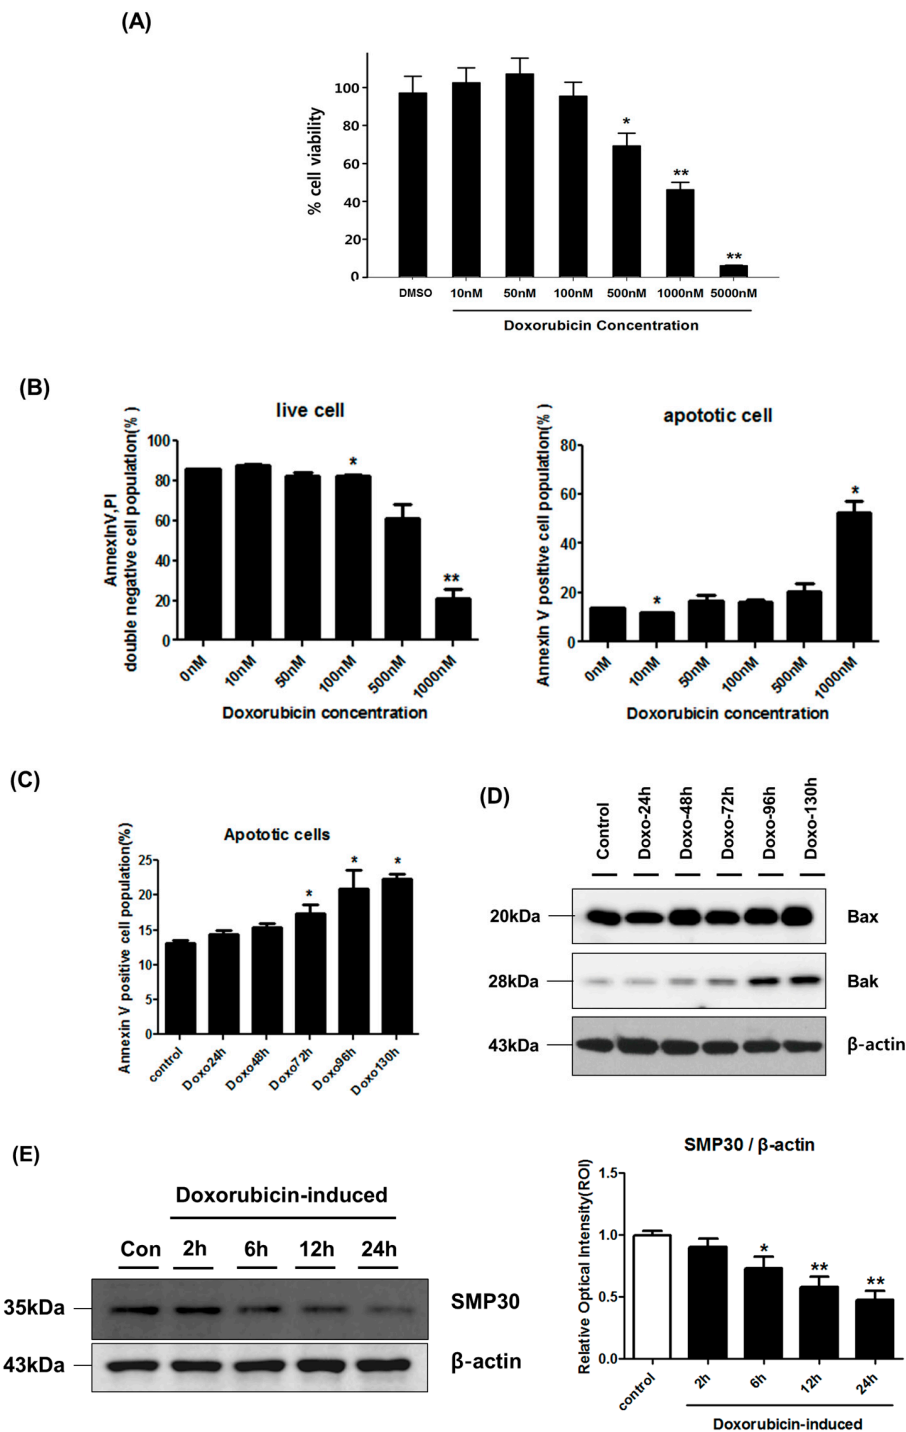 (A)
% cell viability
100
80
60
40
20
0
*
**
**
DMSO 10nM 50nM 100nM 500nM 1000nM 5000nM
Doxorubicin Concentration
(B)
live cell
AnnexinV,PI
double negative cell population(%)
100
80
60
40
20
0
*
**
0nM 10nM 50nM 100nM 500nM 1000nM
Doxorubicin concentration
apototic cell
Annexin V positive cell population(%)
80
60
40
20
0
*
*
0nM 10nM 50nM 100nM 500nM 1000nM
Doxorubicin concentration
(C)
Apototic cells
Annexin V positive cell population(%)
25
20
15
10
5
0
*
*
*
control Doxo24h Doxo48h Doxo72h Doxo96h Doxo130h
(D)
Control Doxo-24h Doxo-48h Doxo-72h Doxo-96h Doxo-130h
20kDa Bax
28kDa Bak
43kDa β-actin
(E)
Doxorubicin-induced
Con 2h 6h 12h 24h
35kDa SMP30
43kDa β-actin
SMP30 / β-actin
Relative Optical Intensity(ROI)
1.5
1.0
0.5
0.0
*
**
**
control 2h 6h 12h 24h
Doxorubicin-induced